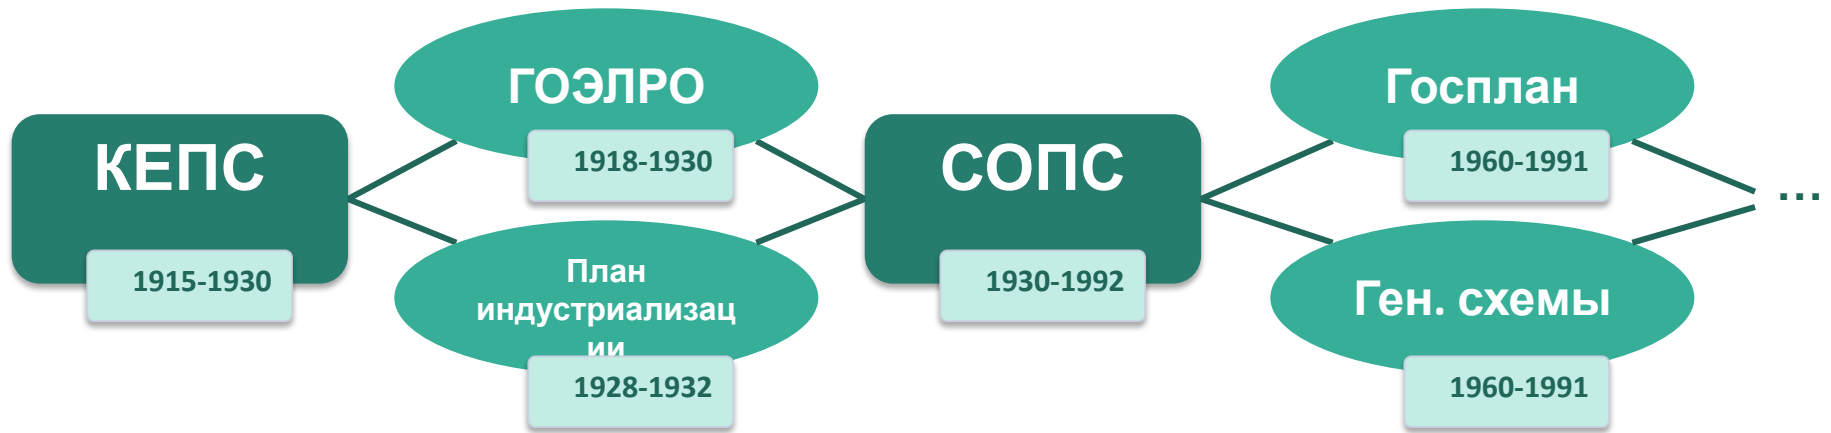 КЕПС
1915-1930
ГОЭЛРО
1918-1930
План
индустриализац
ии
1928-1932
СОПС
1930-1992
Госплан
1960-1991
Ген. схемы
1960-1991
...